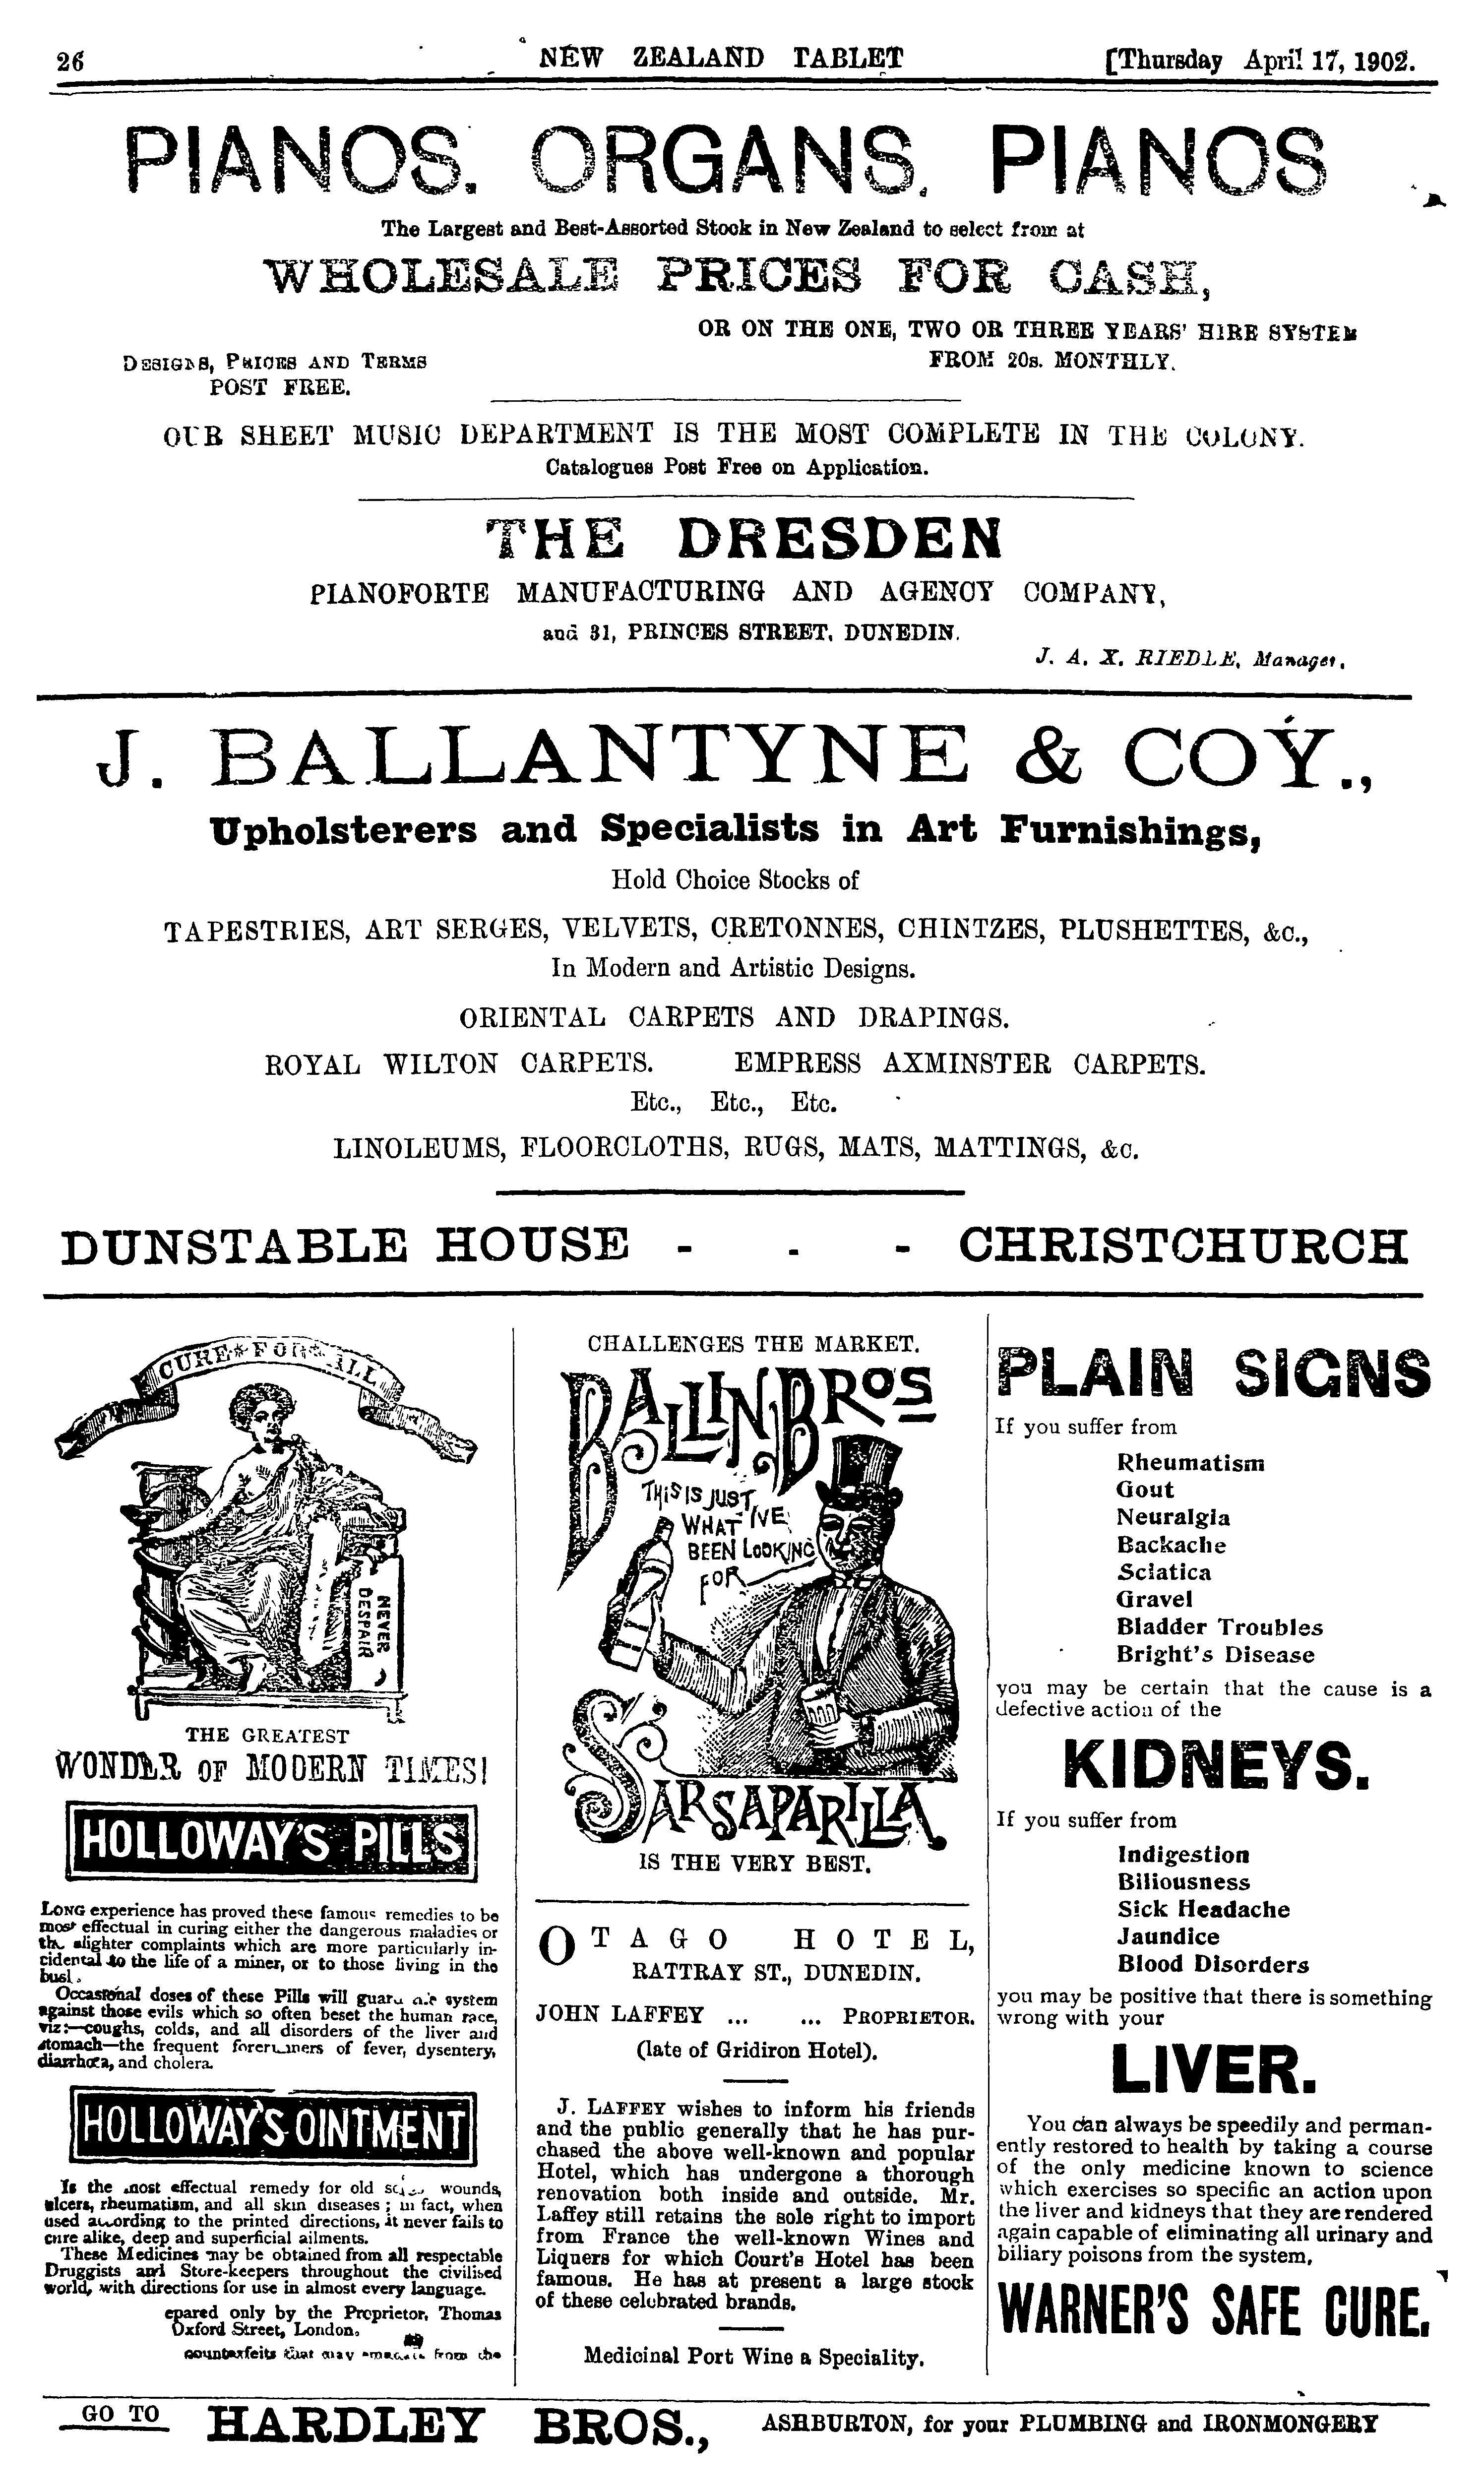 26
NEW ZEALAND TABLET
[Thursday April 17, 1902.
PIANOS. ORGANS. PIANOS
The Largest and Best-Assorted Stock in New Zealand to select from at
WHOLESALE PRICES FOR CASH,
OR ON THE ONE, TWO OR THREE YEARS' HIRE SYSTEM
FROM 20s. MONTHLY.
DESIGNS, PRICES AND TERMS
POST FREE.
OUR SHEET MUSIC DEPARTMENT IS THE MOST COMPLETE IN THE COLONY.
Catalogues Post Free on Application.
THE DRESDEN
PIANOFORTE MANUFACTURING AND AGENCY COMPANY,
and 31, PRINCES STREET, DUNEDIN.
J. A. X. RIEDLE, Manager.
J. BALLANTYNE & COY.,
Upholsterers and Specialists in Art Furnishings,
Hold Choice Stocks of
TAPESTRIES, ART SERGES, VELVETS, CRETONNES, CHINTZES, PLUSHETTES, &c.,
In Modern and Artistic Designs.
ORIENTAL CARPETS AND DRAPINGS.
ROYAL WILTON CARPETS. EMPRESS AXMINSTER CARPETS.
Etc., Etc., Etc.
LINOLEUMS, FLOORCLOTHS, RUGS, MATS, MATTINGS, &c.
DUNSTABLE HOUSE - - - CHRISTCHURCH
CURE * FOR * ALL
NEVER
DESPAIR
THE GREATEST
WONDER OF MODERN TIMES!
HOLLOWAY'S PILLS
LONG experience has proved these famous remedies to be
most effectual in curing either the dangerous maladies or
the slighter complaints which are more particularly in-
cidental to the life of a miner, or to those living in the
bush.
Occasional doses of these Pills will guard the system
against those evils which so often beset the human race,
viz:—coughs, colds, and all disorders of the liver and
stomach—the frequent forerunners of fever, dysentery,
diarrhœa, and cholera.
HOLLOWAY'S OINTMENT
Is the most effectual remedy for old sores, wounds,
ulcers, rheumatism, and all skin diseases ; in fact, when
used according to the printed directions, it never fails to
cure alike, deep and superficial ailments.
These Medicines may be obtained from all respectable
Druggists and Store-keepers throughout the civilised
world, with directions for use in almost every language.
epared only by the Proprietor, Thomas
Oxford Street, London.
counterfeits that may emanate from the
CHALLENGES THE MARKET.
BALLIN BROS
THIS IS JUST
WHAT I'VE
BEEN LOOKING
FOR
SARSAPARILLA
IS THE VERY BEST.
OTAGO HOTEL,
RATTRAY ST., DUNEDIN.
JOHN LAFFEY ... ... PROPRIETOR.
(late of Gridiron Hotel).
J. LAFFEY wishes to inform his friends
and the public generally that he has pur-
chased the above well-known and popular
Hotel, which has undergone a thorough
renovation both inside and outside. Mr.
Laffey still retains the sole right to import
from France the well-known Wines and
Liquers for which Court's Hotel has been
famous. He has at present a large stock
of these celebrated brands.
Medicinal Port Wine a Speciality.
PLAIN SIGNS
If you suffer from
Rheumatism
Gout
Neuralgia
Backache
Sciatica
Gravel
Bladder Troubles
Bright's Disease
you may be certain that the cause is a
defective action of the
KIDNEYS.
If you suffer from
Indigestion
Biliousness
Sick Headache
Jaundice
Blood Disorders
you may be positive that there is something
wrong with your
LIVER.
You can always be speedily and perman-
ently restored to health by taking a course
of the only medicine known to science
which exercises so specific an action upon
the liver and kidneys that they are rendered
again capable of eliminating all urinary and
biliary poisons from the system.
WARNER'S SAFE CURE.
GO TO HARDLEY BROS., ASHBURTON, for your PLUMBING and IRONMONGERY